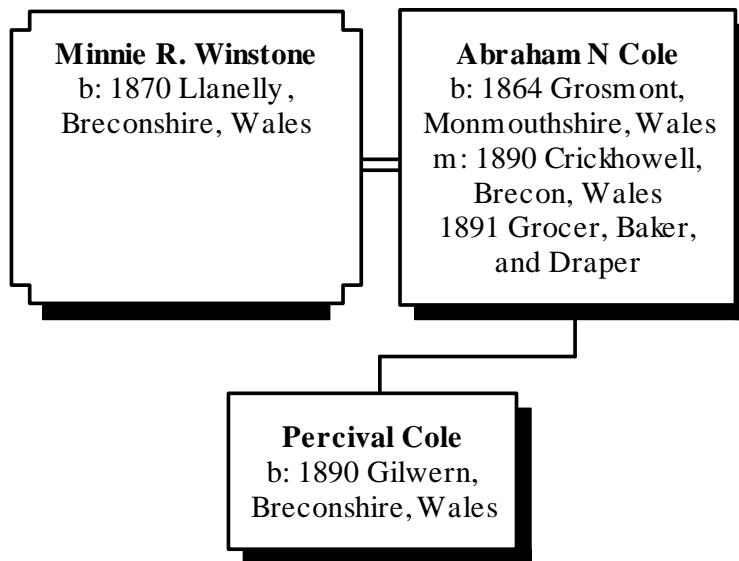 Minnie R. Winstone
b: 1870 Llanelly,
Breconshire, Wales
Abraham N Cole
b: 1864 Grosmont,
Monmouthshire, Wales
m: 1890 Crickhowell,
Brecon, Wales
1891 Grocer, Baker,
and Draper
Percival Cole
b: 1890 Gilwern,
Breconshire, Wales